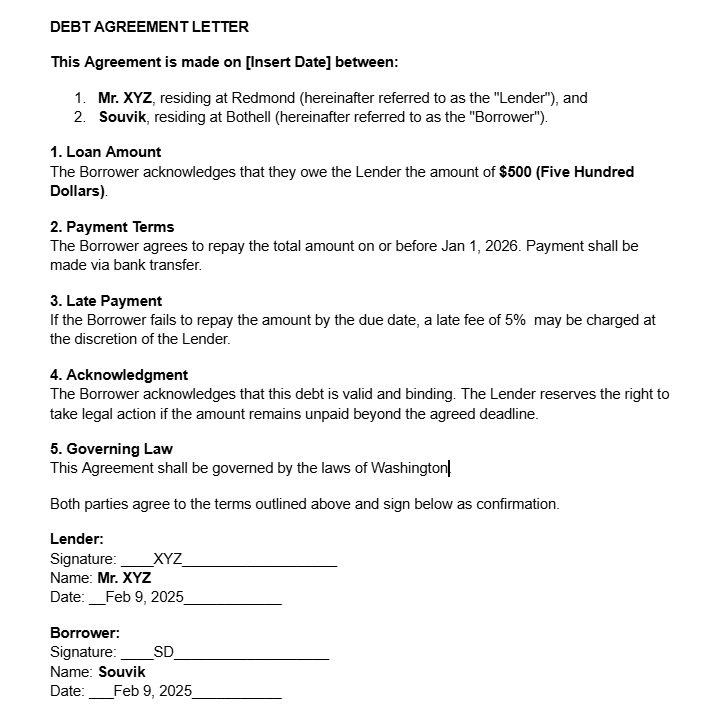 DEBT AGREEMENT LETTER
This Agreement is made on [Insert Date] between:
1. Mr. XYZ, residing at Redmond (hereinafter referred to as the "Lender"), and
2. Souvik, residing at Bothell (hereinafter referred to as the "Borrower").
1. Loan Amount
The Borrower acknowledges that they owe the Lender the amount of $500 (Five Hundred
Dollars).
2. Payment Terms
The Borrower agrees to repay the total amount on or before Jan 1, 2026. Payment shall be
made via bank transfer.
3. Late Payment
If the Borrower fails to repay the amount by the due date, a late fee of 5%  may be charged at
the discretion of the Lender.
4. Acknowledgment
The Borrower acknowledges that this debt is valid and binding. The Lender reserves the right to
take legal action if the amount remains unpaid beyond the agreed deadline.
5. Governing Law
This Agreement shall be governed by the laws of Washington
Both parties agree to the terms outlined above and sign below as confirmation.
Lender:
Signature: ____XYZ___________________
Name: Mr. XYZ
Date: __Feb 9, 2025____________
Borrower:
Signature: ____SD___________________
Name: Souvik
Date: ___Feb 9, 2025___________